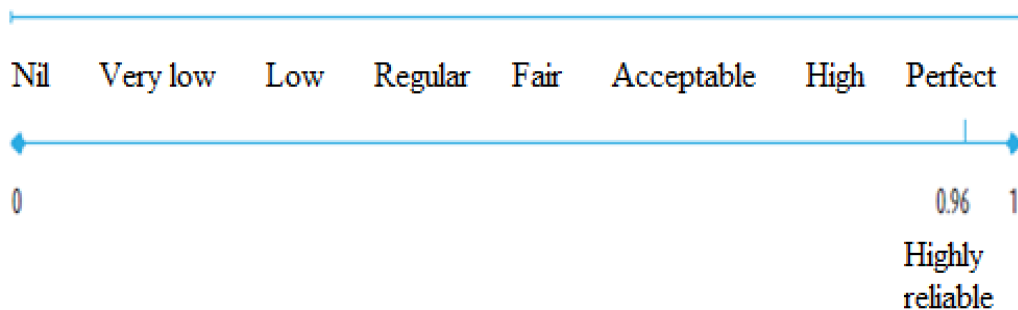 Nil Very low Low Regular Fair Acceptable High Perfect
0 0.96 1
Highly
reliable